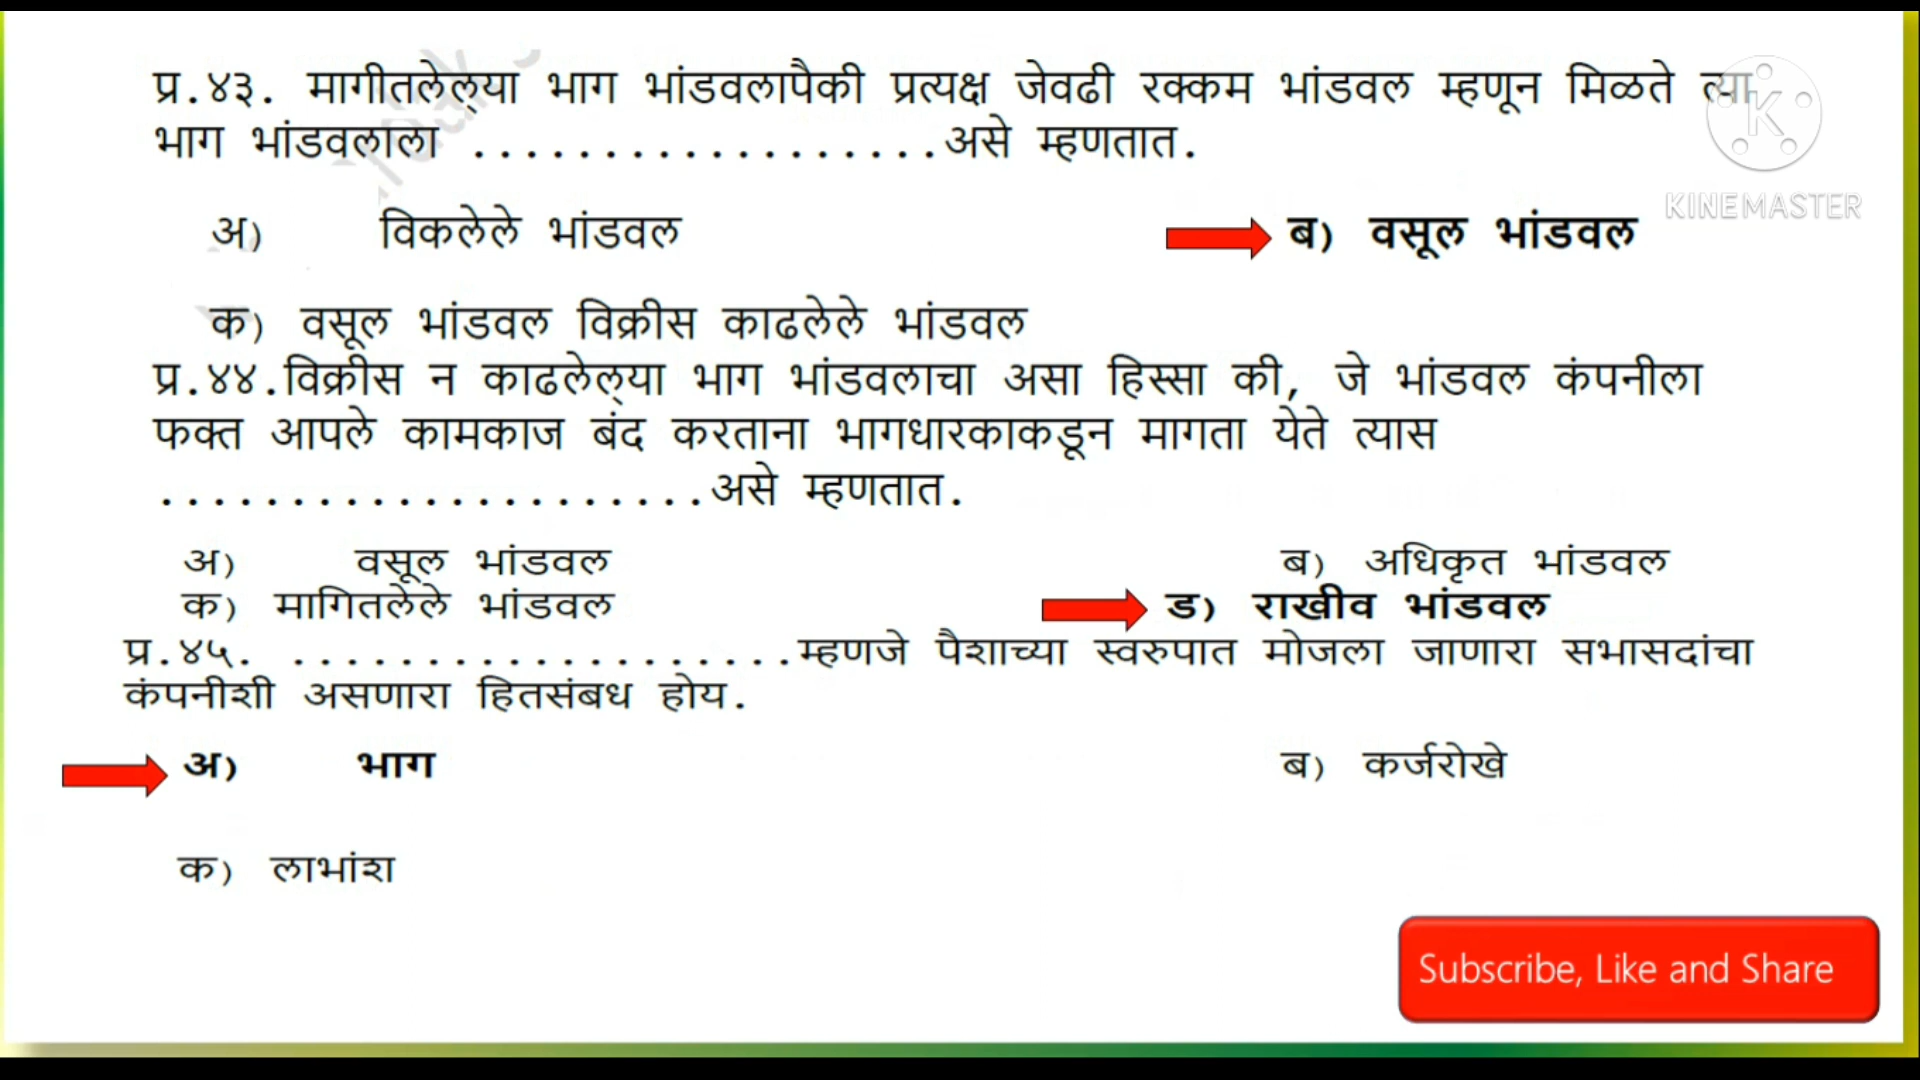 प्र.४३. मागीतलेल्या भाग भांडवलापैकी प्रत्यक्ष जेवढी रक्कम भांडवल म्हणून मिळते त्या
भाग भांडवलाला ..................असे म्हणतात.
KINEMASTER
अ) विकलेले भांडवल ब) वसूल भांडवल
क) वसूल भांडवल विक्रीस काढलेले भांडवल
प्र.४४.विक्रीस न काढलेल्या भाग भांडवलाचा असा हिस्सा की, जे भांडवल कंपनीला
फक्त आपले कामकाज बंद करताना भागधारकाकडून मागता येते त्यास
.....................असे म्हणतात.
अ) वसूल भांडवल ब) अधिकृत भांडवल
क) मागितलेले भांडवल ड) राखीव भांडवल
प्र.४५. ...................म्हणजे पैशाच्या स्वरुपात मोजला जाणारा सभासदांचा
कंपनीशी असणारा हितसंबध होय.
अ) भाग ब) कर्जरोखे
क) लाभांश
Subscribe, Like and Share